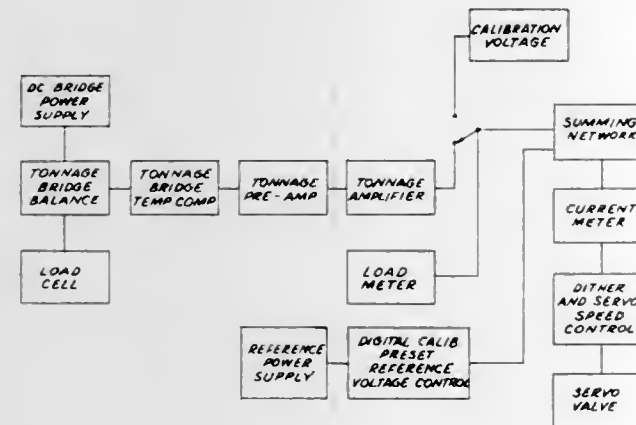 CALIBRATION
VOLTAGE
DC BRIDGE
POWER
SUPPLY
SUMMING
NETWORK
TONNAGE
BRIDGE
BALANCE
TONNAGE
BRIDGE
TEMP COMP
TONNAGE
PRE-AMP
TONNAGE
AMPLIFIER
CURRENT
METER
LOAD
CELL
LOAD
METER
DITHER
AND SERVO
SPEED
CONTROL
REFERENCE
POWER
SUPPLY
DIGITAL CALIB
PRESET
REFERENCE
VOLTAGE CONTROL
SERVO
VALVE